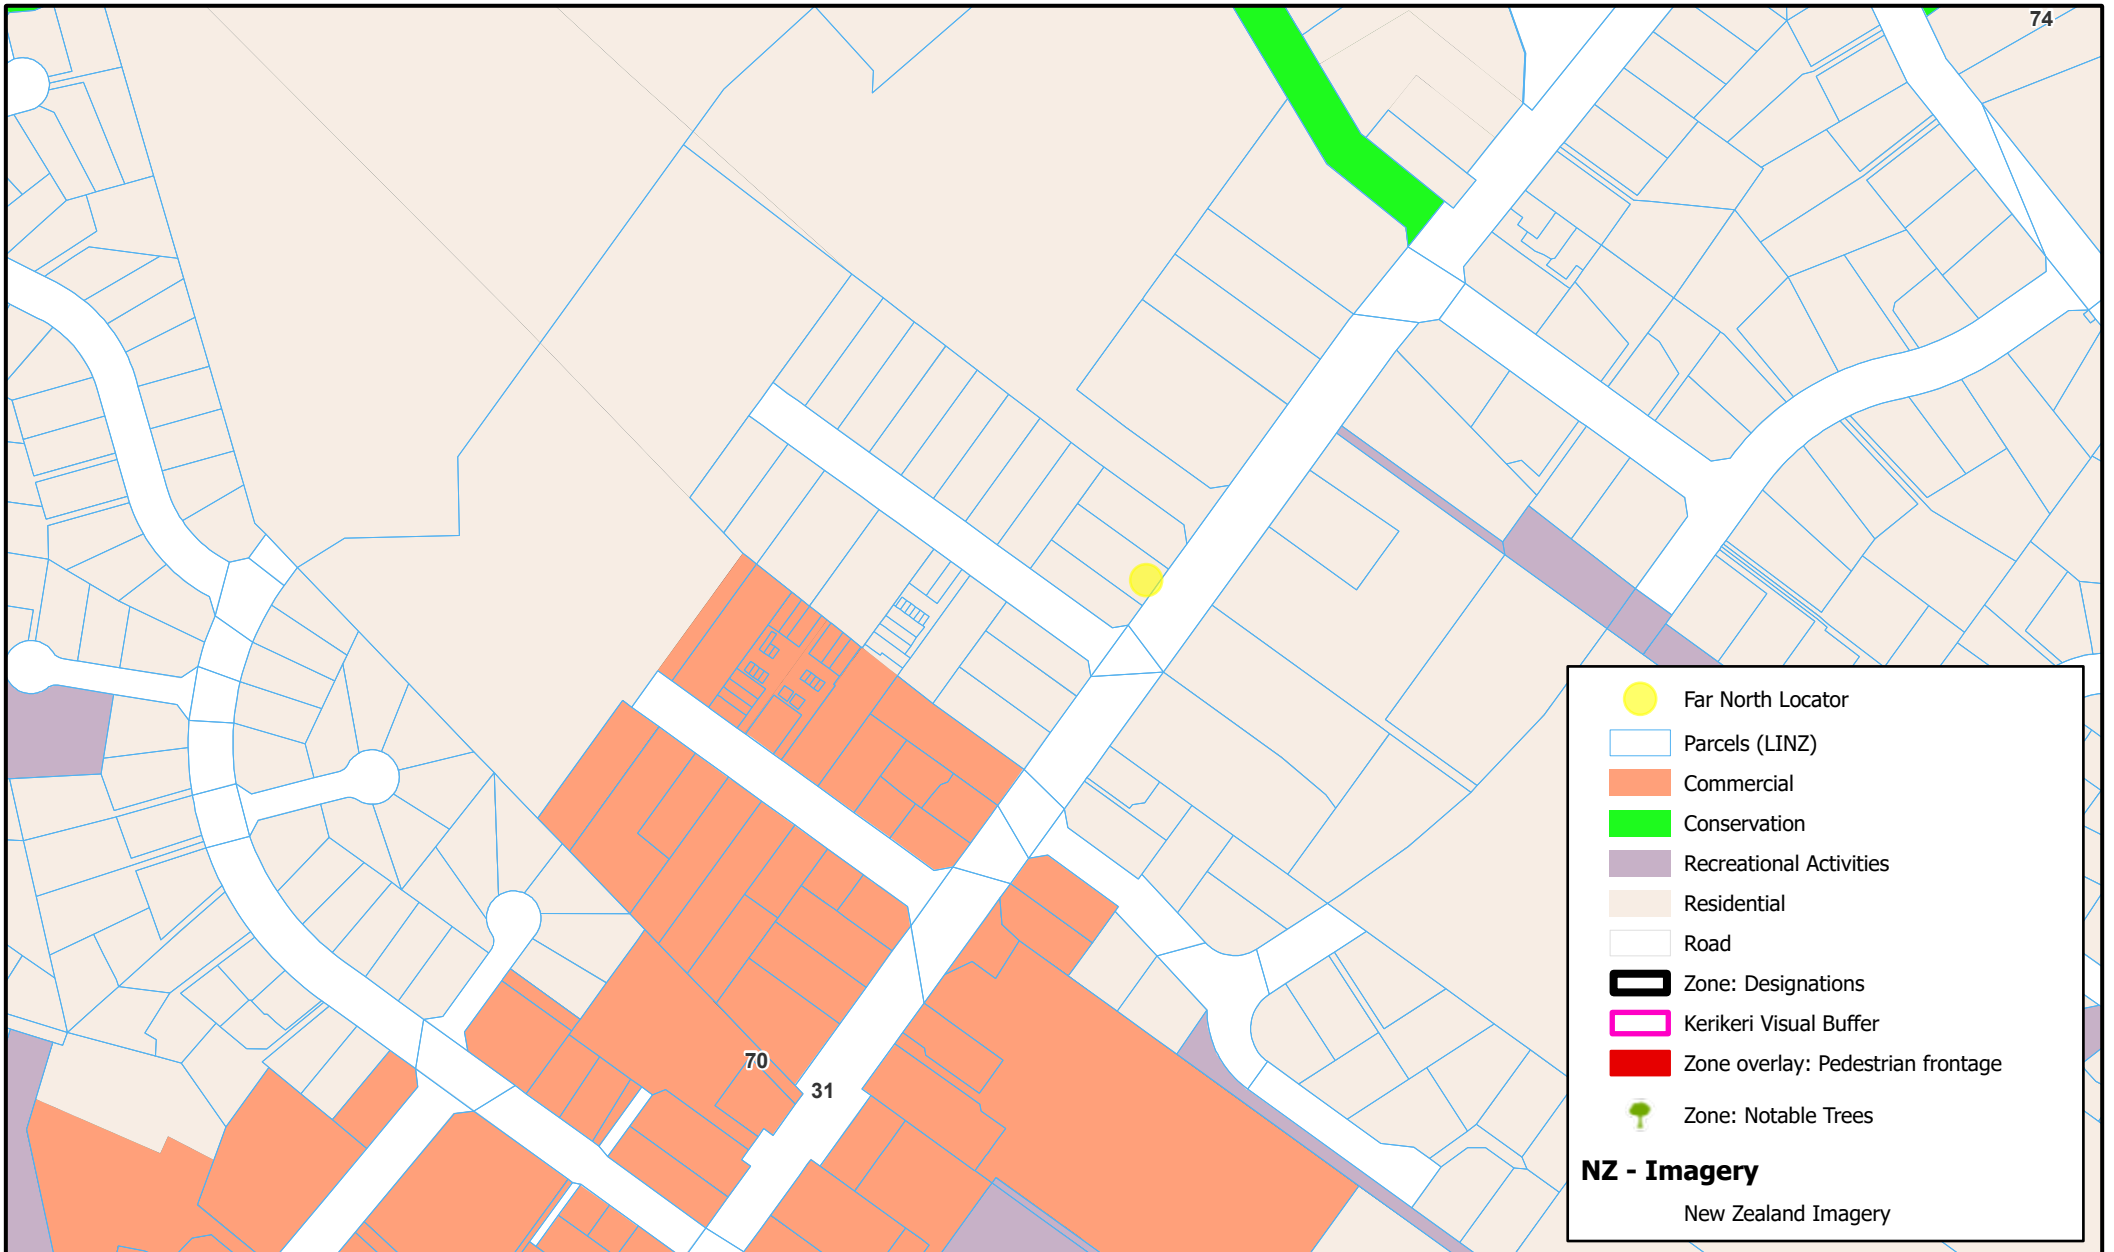 74
70
31
Far North Locator
Parcels (LINZ)
Commercial
Conservation
Recreational Activities
Residential
Road
Zone: Designations
Kerikeri Visual Buffer
Zone overlay: Pedestrian frontage
Zone: Notable Trees
NZ - Imagery
New Zealand Imagery